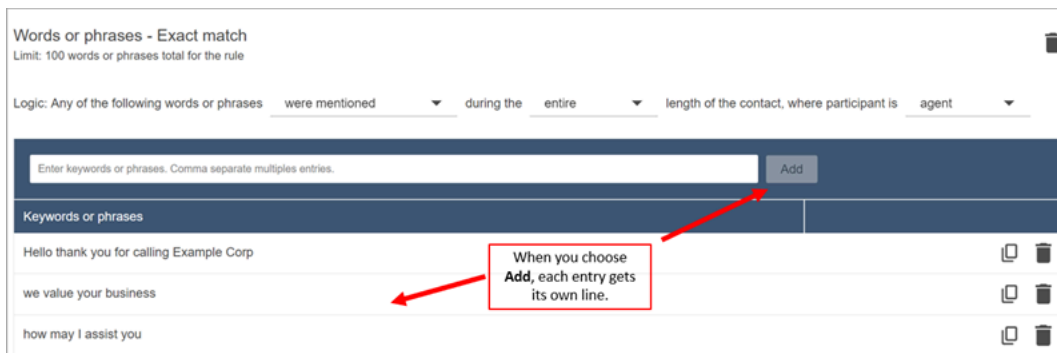 Words or phrases - Exact match
Limit: 100 words or phrases total for the rule
Logic: Any of the following words or phrases were mentioned during the entire length of the contact, where participant is agent
Enter keywords or phrases. Comma separate multiples entries.
Add
Keywords or phrases
Hello thank you for calling Example Corp
When you choose
Add, each entry gets
its own line.
we value your business
how may I assist you